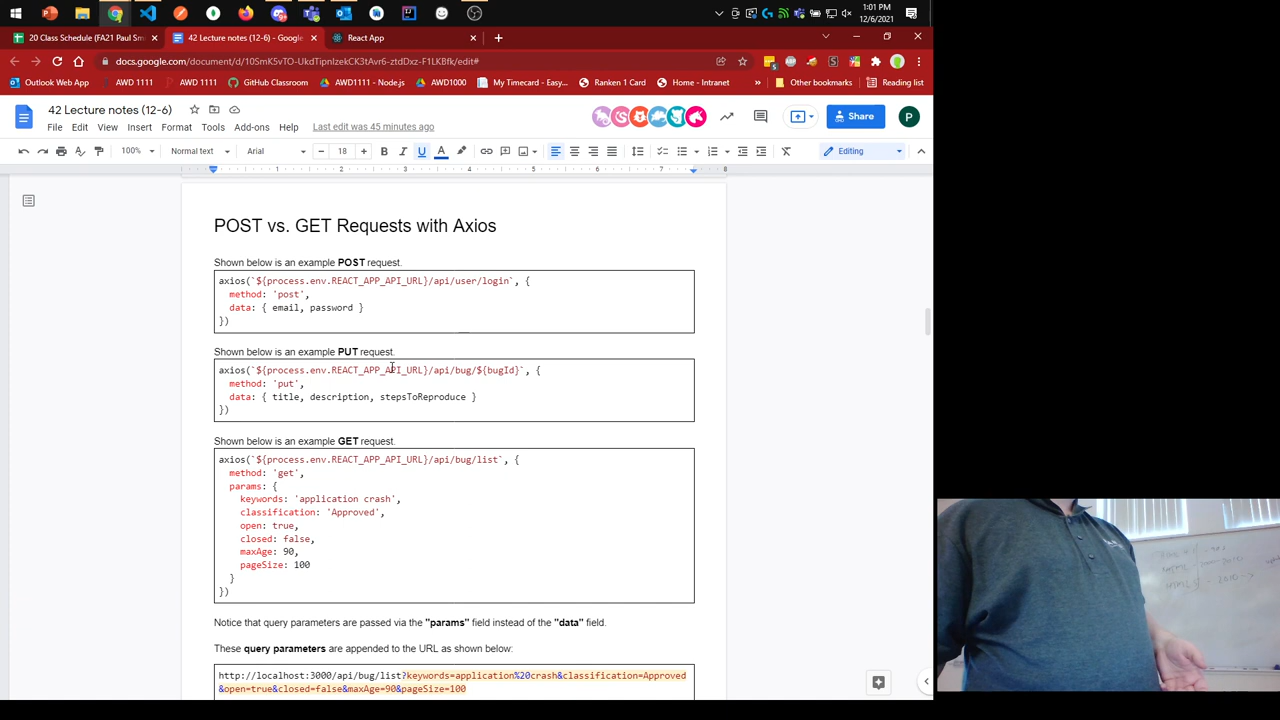 1:01 PM
12/6/2021
20 Class Schedule (FA21 Paul Sm
42 Lecture notes (12-6) - Google
React App
docs.google.com/document/d/10SmK5vTO-UkdTipnIzekCK3tAvr6-ztdDxz-F1LKBfk/edit#
Outlook Web App
AWD 1111
AWD 1111
GitHub Classroom
AWD1111 - Node.js
AWD1000
My Timecard - Easy...
Ranken 1 Card
Home - Intranet
»
Other bookmarks
Reading list
42 Lecture notes (12-6)
File Edit View Insert Format Tools Add-ons Help Last edit was 45 minutes ago
Share
P
100% Normal text Arial 18 B I U A Editing
1 2 3 4 5 6 7 8
POST vs. GET Requests with Axios
Shown below is an example POST request.
axios(`${process.env.REACT_APP_API_URL}/api/user/login`, {
method: 'post',
data: { email, password }
})
Shown below is an example PUT request.
axios(`${process.env.REACT_APP_API_URL}/api/bug/${bugId}`, {
method: 'put',
data: { title, description, stepsToReproduce }
})
Shown below is an example GET request.
axios(`${process.env.REACT_APP_API_URL}/api/bug/list`, {
method: 'get',
params: {
keywords: 'application crash',
classification: 'Approved',
open: true,
closed: false,
maxAge: 90,
pageSize: 100
}
})
Notice that query parameters are passed via the "params" field instead of the "data" field.
These query parameters are appended to the URL as shown below:
http://localhost:3000/api/bug/list?keywords=application%20crash&classification=Approved
&open=true&closed=false&maxAge=90&pageSize=100